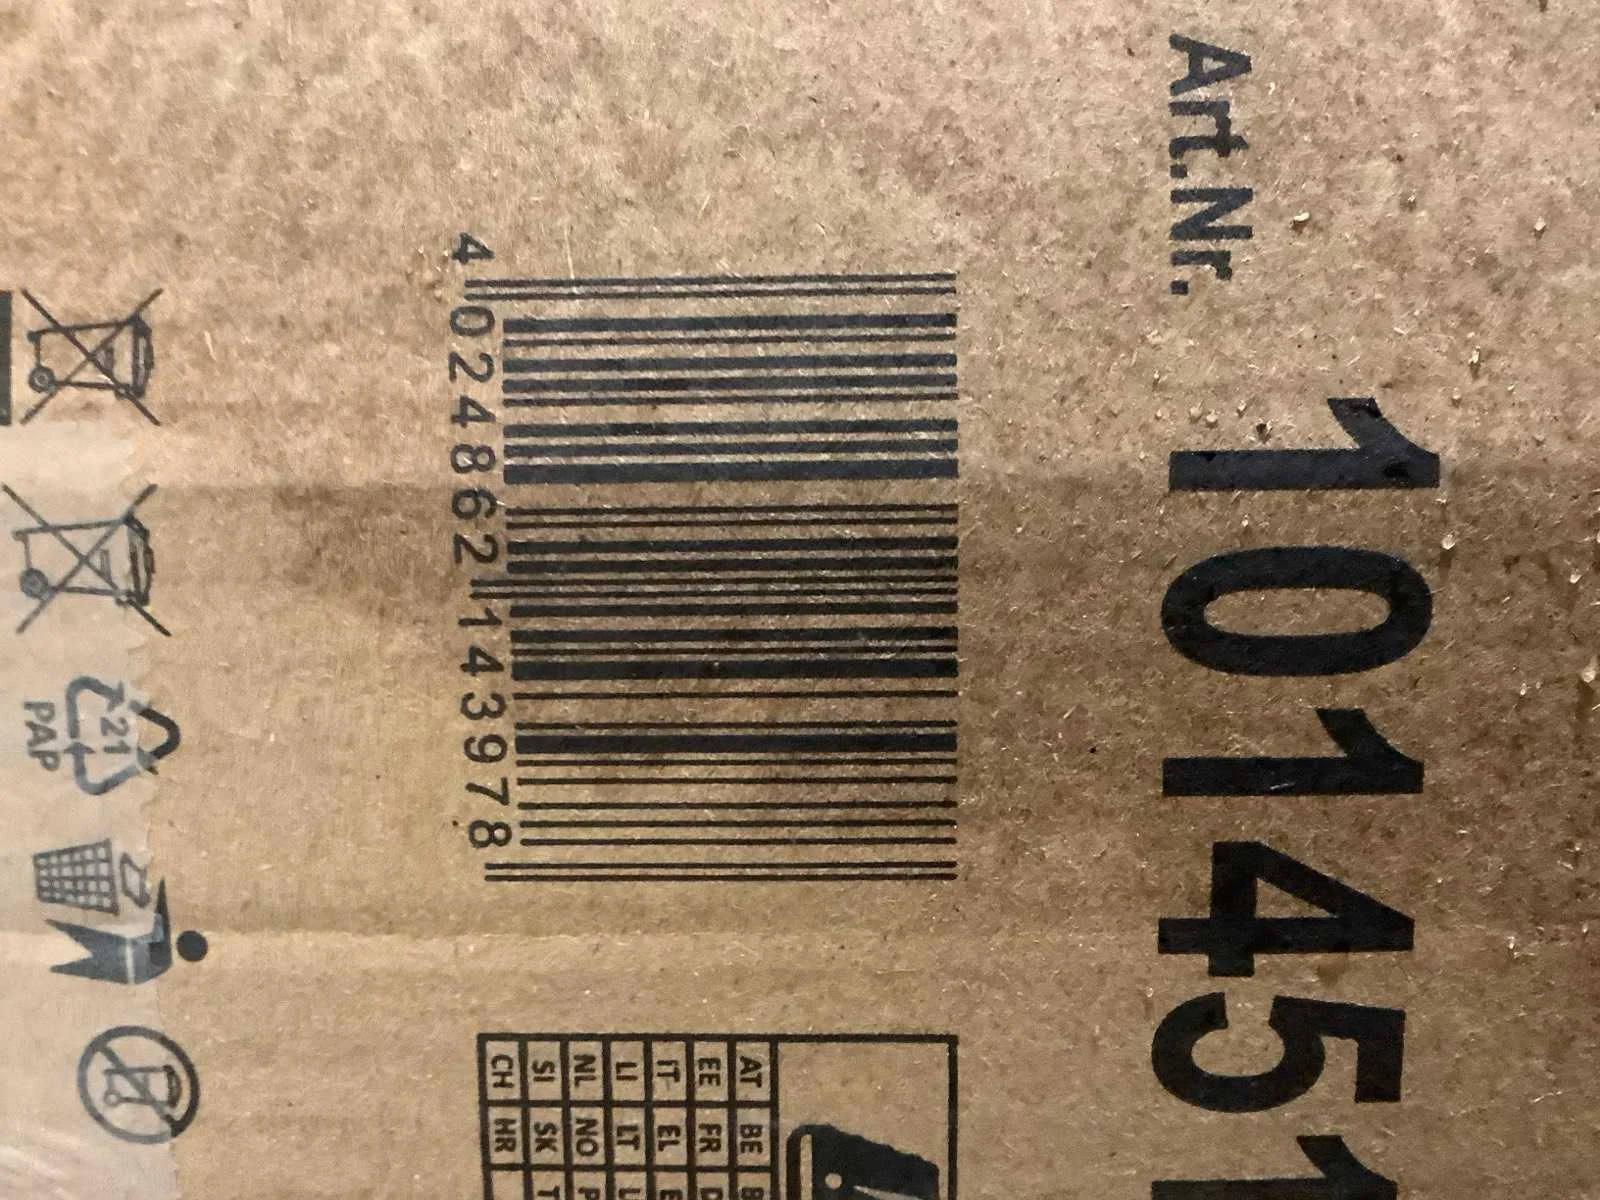 Art.Nr. 101451
4 024862 143978
21
PAP
AT BE
EE FR
IT EL
LI LT
NL NO
SI SK
CH HR